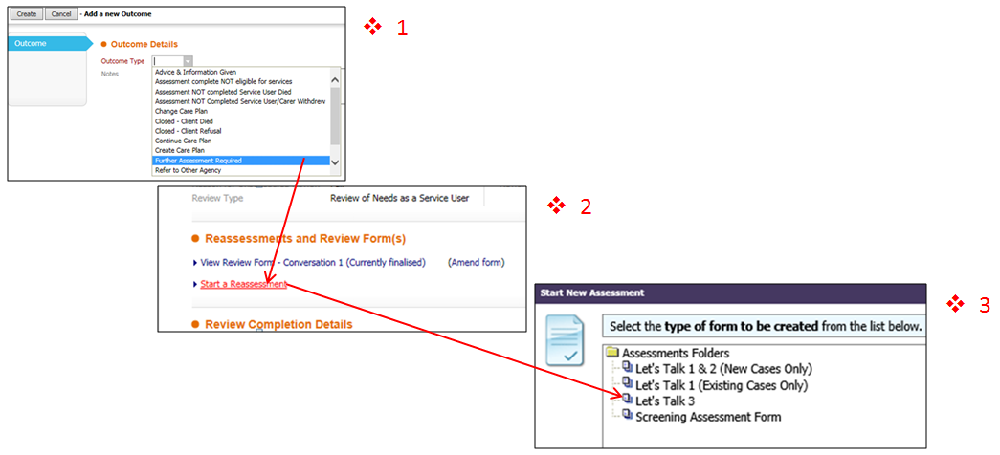 Create Cancel - Add a new Outcome
1
Outcome
Outcome Details
Outcome Type
Notes
Advice & Information Given
Assessment complete NOT eligible for services
Assessment NOT completed Service User Died
Assessment NOT Completed Service User/Carer Withdrew
Change Care Plan
Closed - Client Died
Closed - Client Refusal
Continue Care Plan
Create Care Plan
Further Assessment Required
Refer to Other Agency
2
Review Type Review of Needs as a Service User
Reassessments and Review Form(s)
View Review Form - Conversation 1 (Currently finalised) (Amend form)
Start a Reassessment
Review Completion Details
3
Start New Assessment
Select the type of form to be created from the list below.
Assessments Folders
Let's Talk 1 & 2 (New Cases Only)
Let's Talk 1 (Existing Cases Only)
Let's Talk 3
Screening Assessment Form